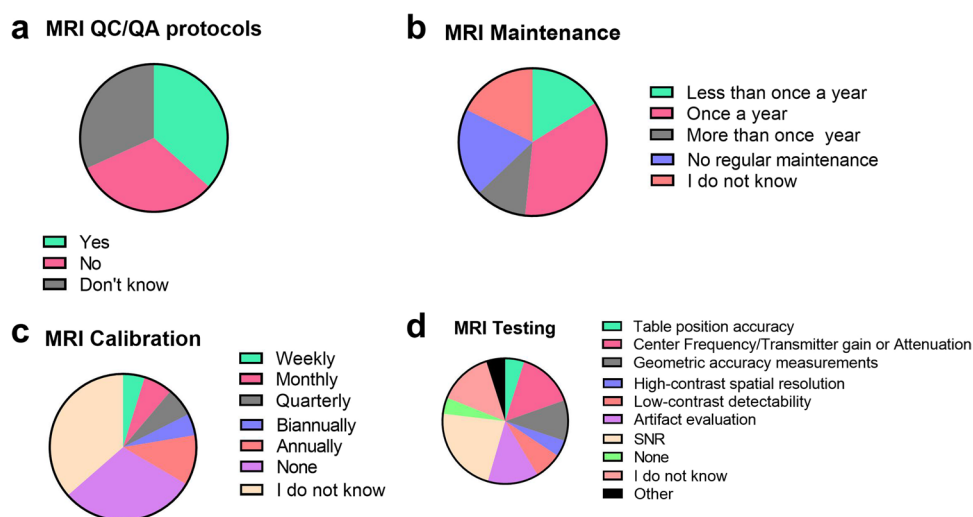 a MRI QC/QA protocols
Yes
No
Don't know
b MRI Maintenance
Less than once a year
Once a year
More than once year
No regular maintenance
I do not know
c MRI Calibration
Weekly
Monthly
Quarterly
Biannually
Annually
None
I do not know
d MRI Testing
Table position accuracy
Center Frequency/Transmitter gain or Attenuation
Geometric accuracy measurements
High-contrast spatial resolution
Low-contrast detectability
Artifact evaluation
SNR
None
I do not know
Other